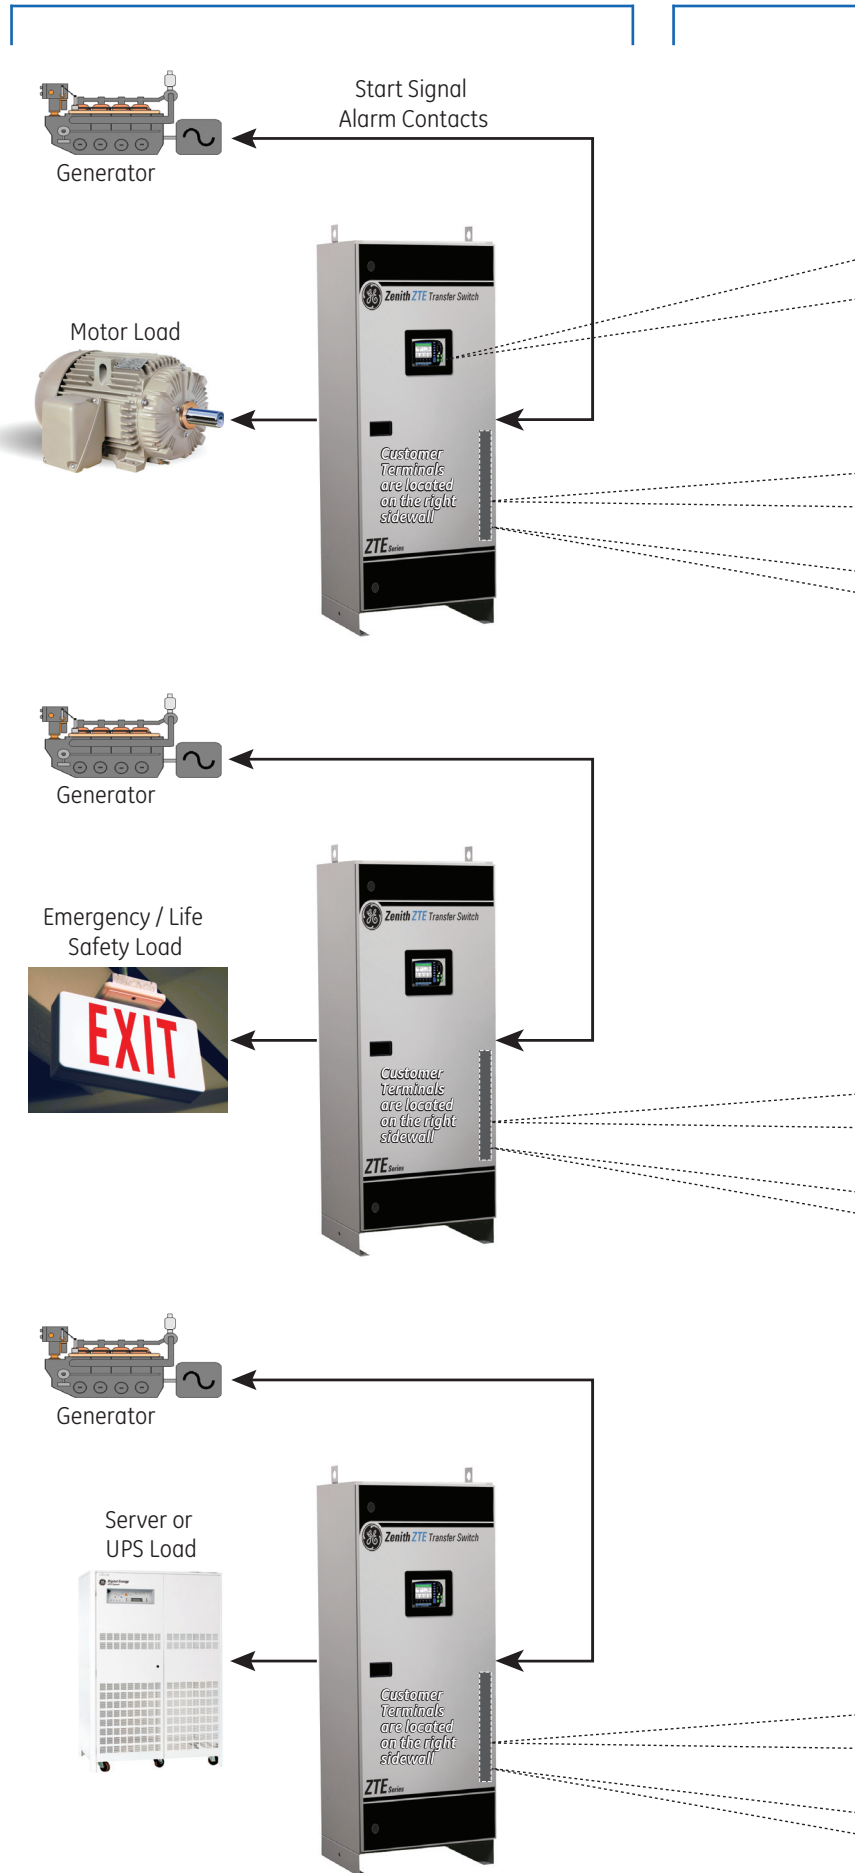 Start Signal
Alarm Contacts
Generator
Zenith ZTE Transfer Switch
Motor Load
Customer
Terminals
are located
on the right
sidewall
ZTE Series
Generator
Zenith ZTE Transfer Switch
Emergency / Life
Safety Load
EXIT
Customer
Terminals
are located
on the right
sidewall
ZTE Series
Generator
Zenith ZTE Transfer Switch
Server or
UPS Load
Digital Energy
Customer
Terminals
are located
on the right
sidewall
ZTE Series